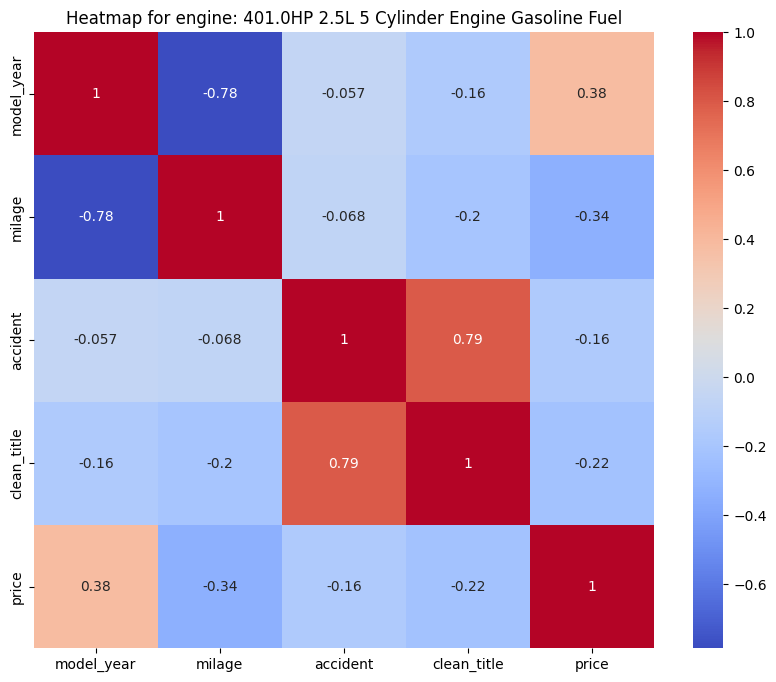 Heatmap for engine: 401.0HP 2.5L 5 Cylinder Engine Gasoline Fuel
model_year 1 -0.78 -0.057 -0.16 0.38
milage -0.78 1 -0.068 -0.2 -0.34
accident -0.057 -0.068 1 0.79 -0.16
clean_title -0.16 -0.2 0.79 1 -0.22
price 0.38 -0.34 -0.16 -0.22 1
model_year milage accident clean_title price
1.0
0.8
0.6
0.4
0.2
0.0
−0.2
−0.4
−0.6